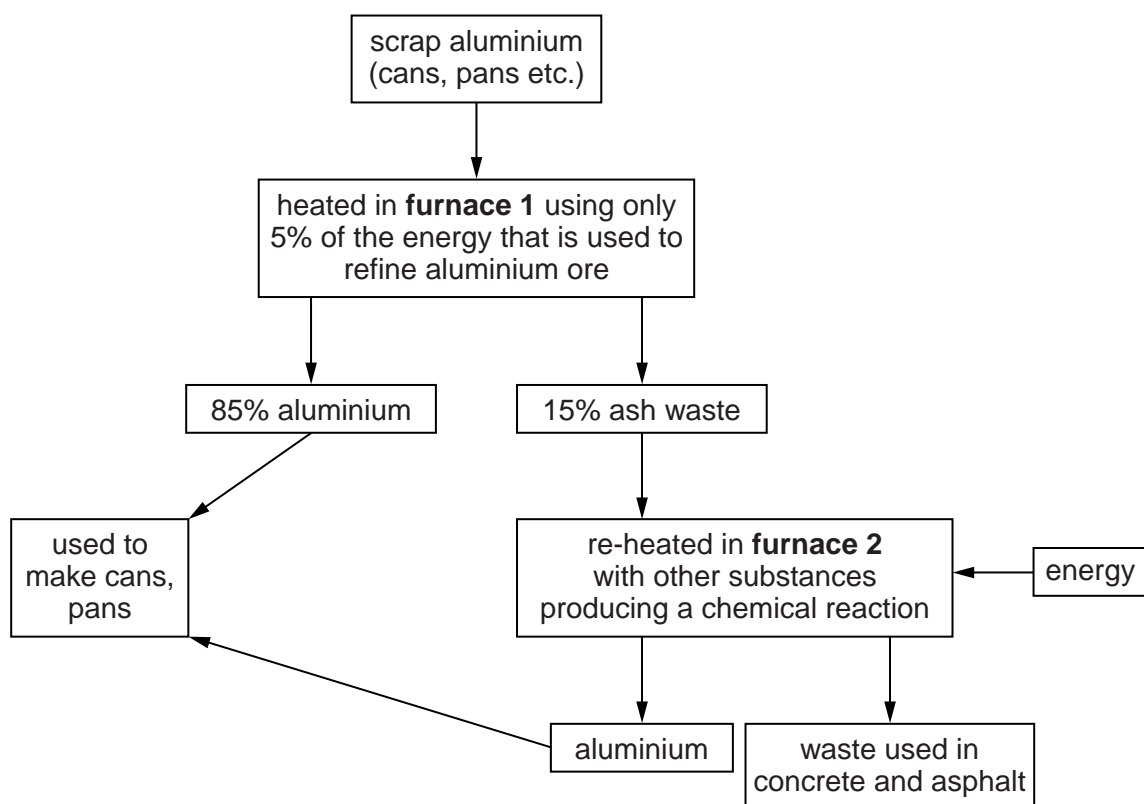 scrap aluminium
(cans, pans etc.)
heated in furnace 1 using only
5% of the energy that is used to
refine aluminium ore
85% aluminium
15% ash waste
used to
make cans,
pans
re-heated in furnace 2
with other substances
producing a chemical reaction
energy
aluminium
waste used in
concrete and asphalt